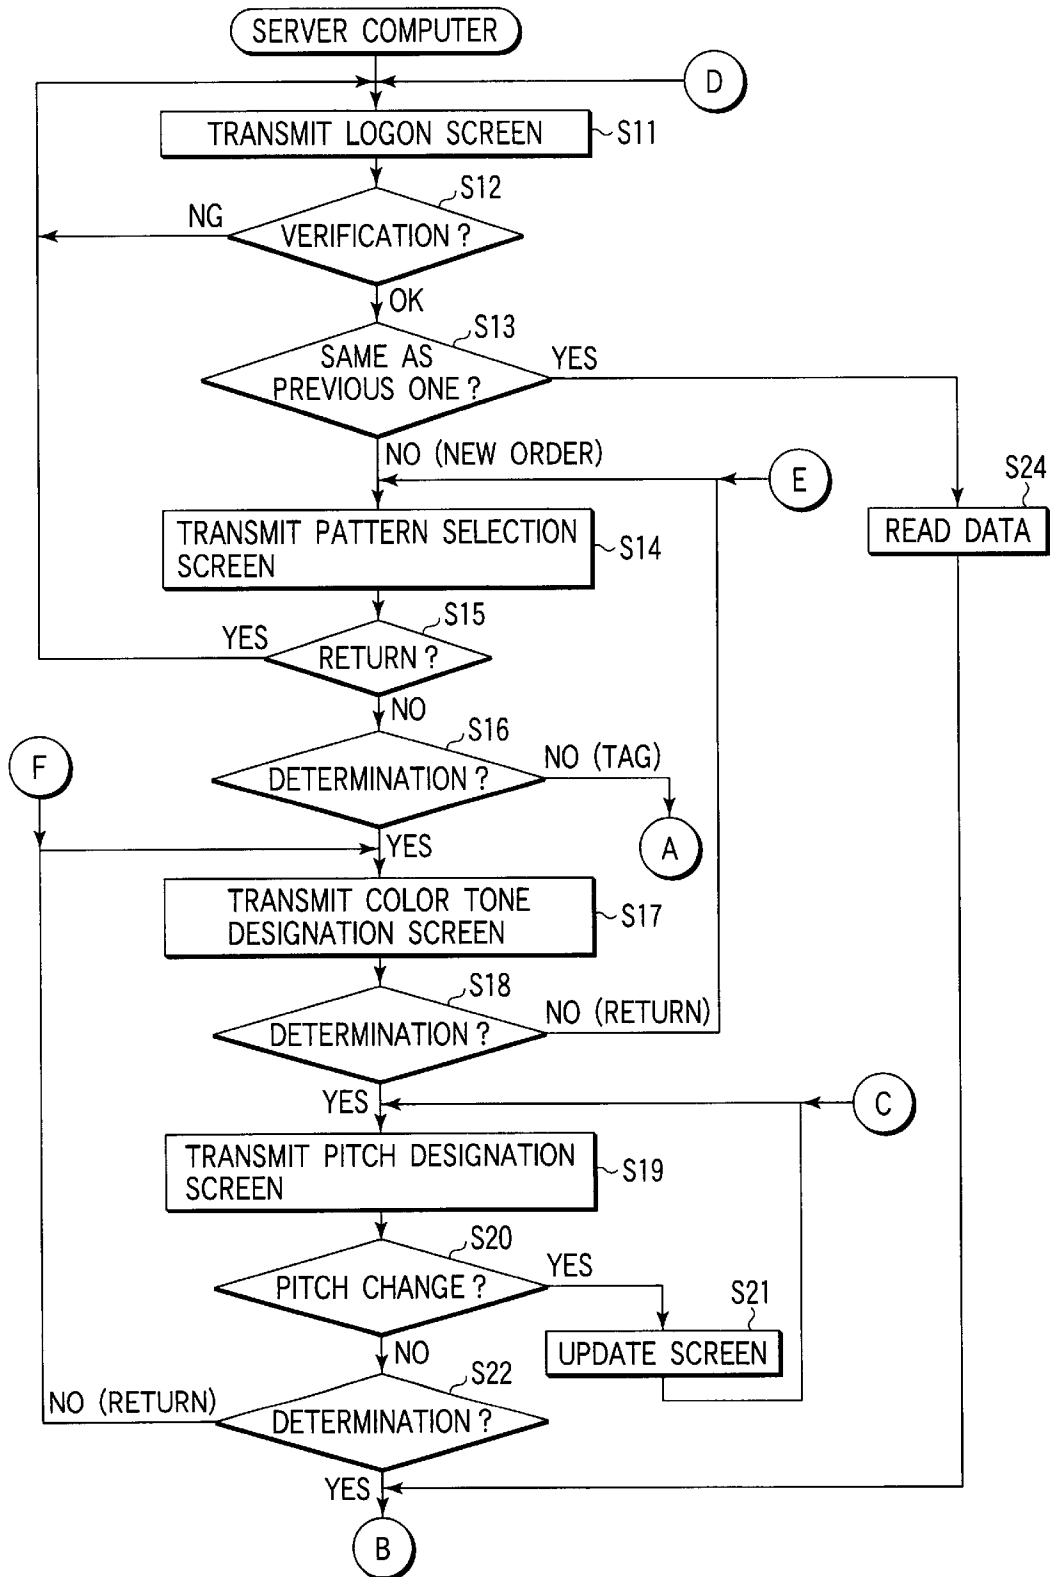 SERVER COMPUTER
D
TRANSMIT LOGON SCREEN
S11
S12
NG
VERIFICATION ?
OK
S13
SAME AS
PREVIOUS ONE ?
YES
NO (NEW ORDER)
E
S24
READ DATA
TRANSMIT PATTERN SELECTION
SCREEN
S14
S15
YES
RETURN ?
NO
S16
F
DETERMINATION ?
NO (TAG)
A
YES
TRANSMIT COLOR TONE
DESIGNATION SCREEN
S17
S18
DETERMINATION ?
NO (RETURN)
YES
C
TRANSMIT PITCH DESIGNATION
SCREEN
S19
S20
PITCH CHANGE ?
YES
S21
UPDATE SCREEN
NO
S22
NO (RETURN)
DETERMINATION ?
YES
B